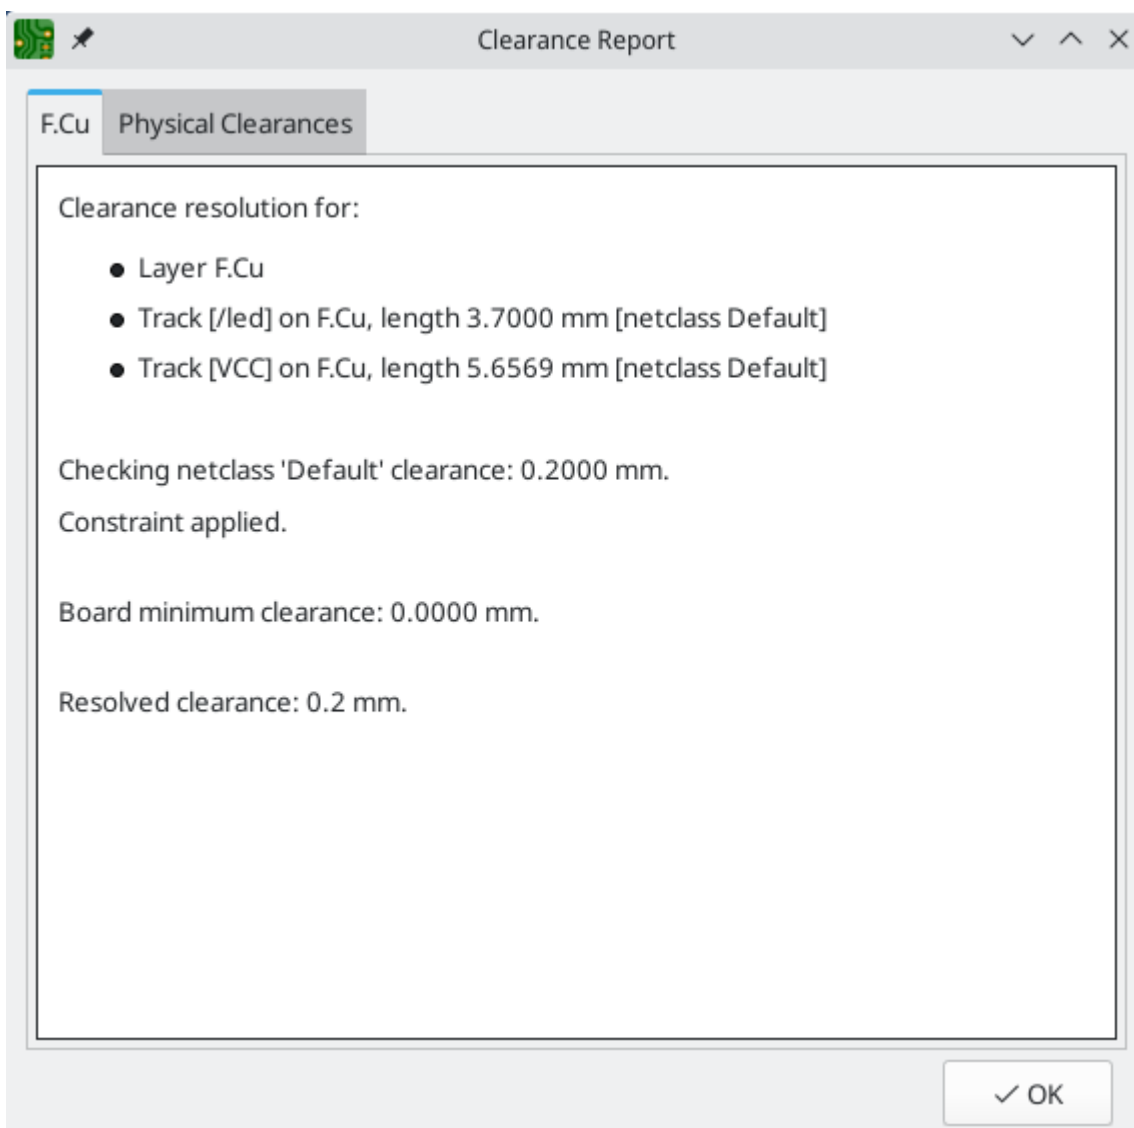 Clearance Report
F.Cu Physical Clearances
Clearance resolution for:
● Layer F.Cu
● Track [/led] on F.Cu, length 3.7000 mm [netclass Default]
● Track [VCC] on F.Cu, length 5.6569 mm [netclass Default]
Checking netclass 'Default' clearance: 0.2000 mm.
Constraint applied.
Board minimum clearance: 0.0000 mm.
Resolved clearance: 0.2 mm.
OK